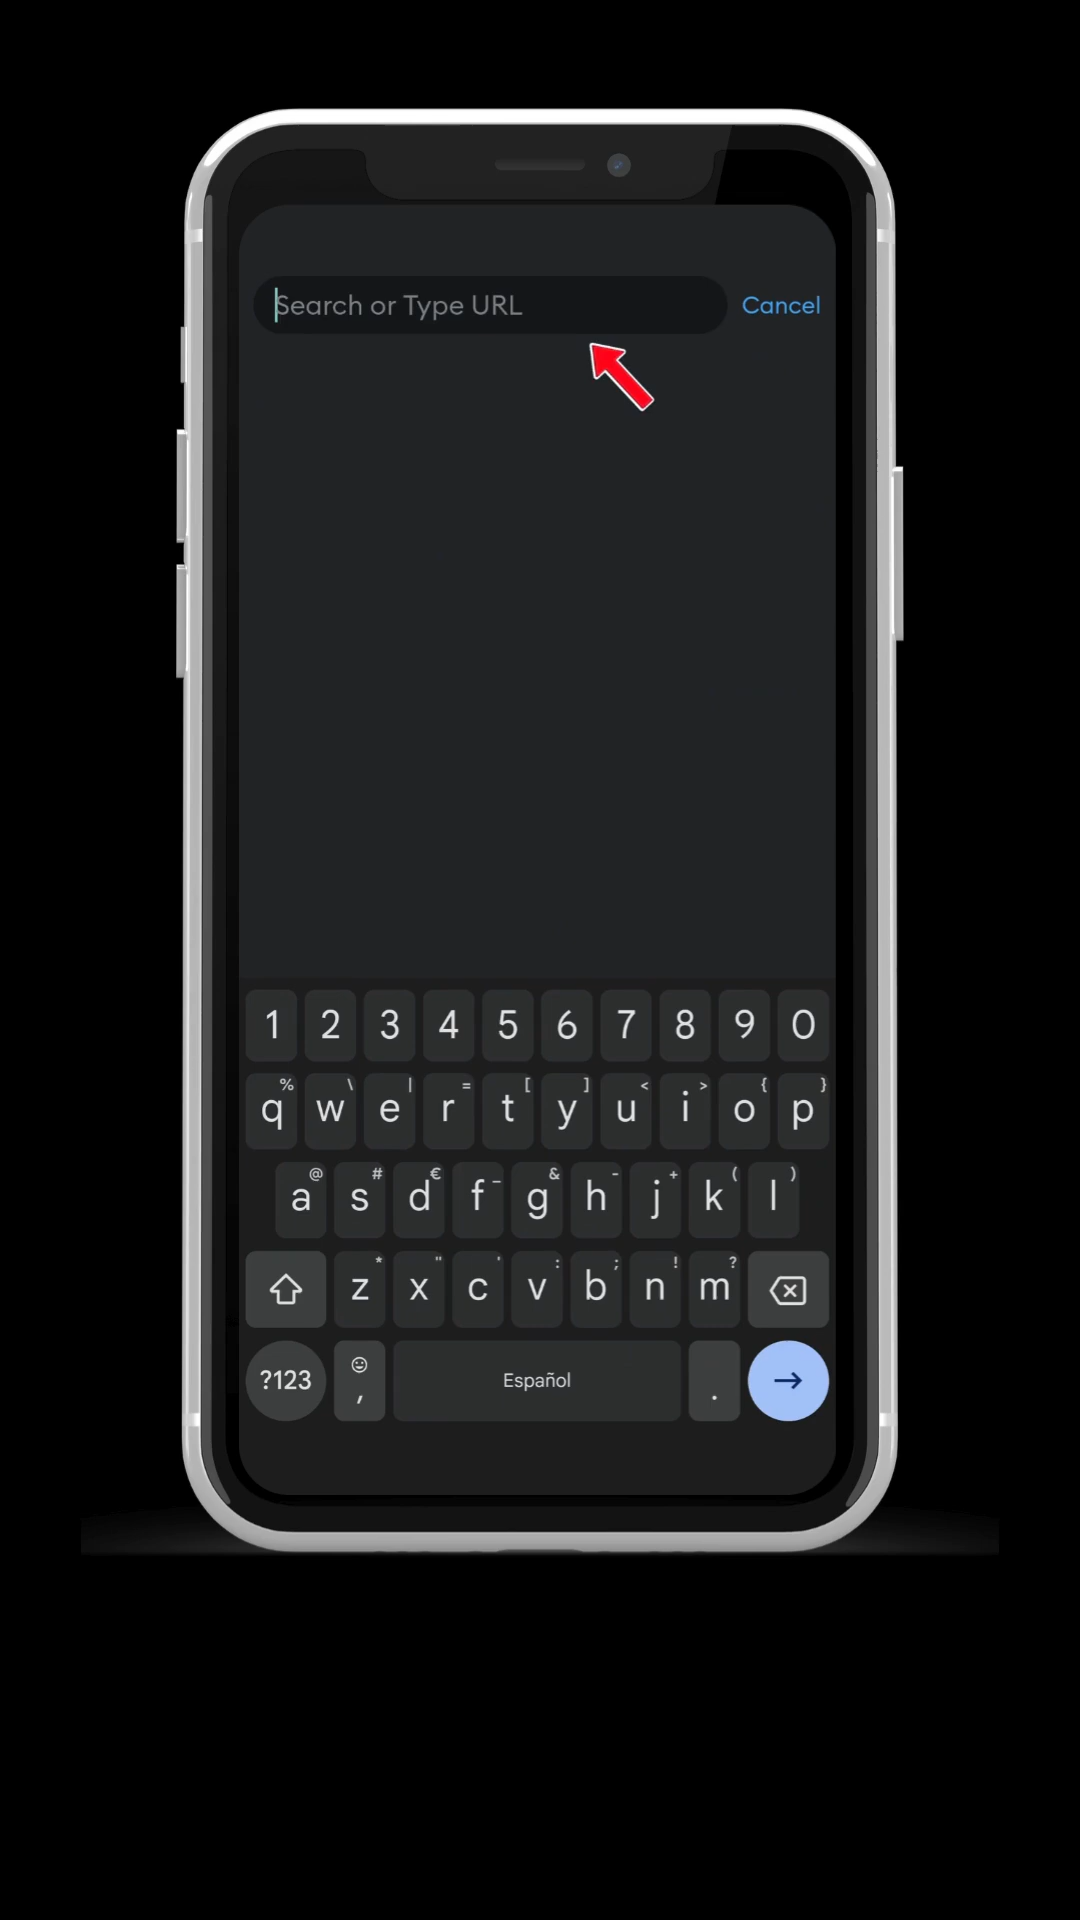 Search or Type URL Cancel
1 2 3 4 5 6 7 8 9 0
% \ | = [ ] < > { }
q w e r t y u i o p
@ # € _ & - + ( )
a s d f g h j k l
* " ' : ; ! ?
z x c v b n m
?123 , Español .